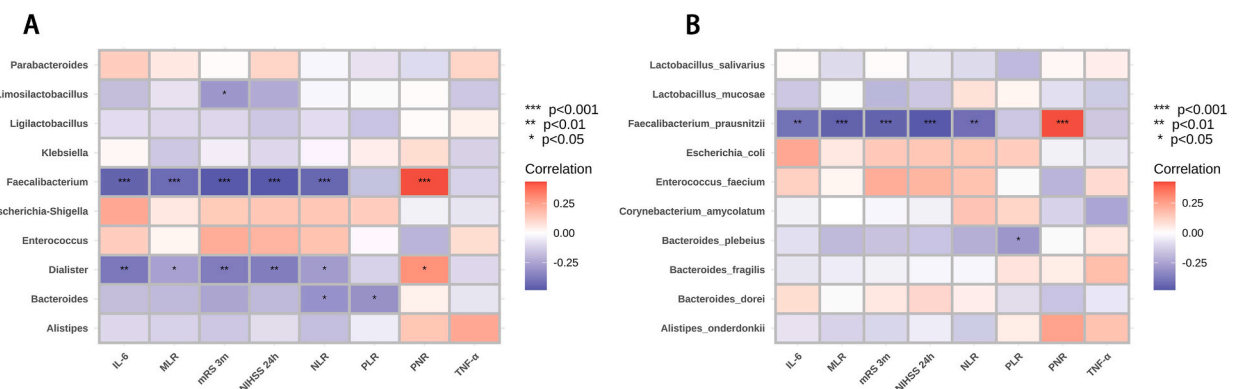 A
Parabacteroides
imosilactobacillus
*
Ligilactobacillus
Klebsiella
Faecalibacterium
*** *** *** *** *** ***
scherichia-Shigella
Enterococcus
Dialister
** * ** ** * *
Bacteroides
* *
Alistipes
IL-6 MLR mRS 3m NIHSS 24h NLR PLR PNR TNF-α
*** p<0.001
** p<0.01
* p<0.05
Correlation
0.25
0.00
-0.25
B
Lactobacillus_salivarius
Lactobacillus_mucosae
Faecalibacterium_prausnitzii
** *** *** *** ** ***
Escherichia_coli
Enterococcus_faecium
Corynebacterium_amycolatum
Bacteroides_plebeius
*
Bacteroides_fragilis
Bacteroides_dorei
Alistipes_onderdonkii
IL-6 MLR mRS 3m NIHSS 24h NLR PLR PNR TNF-α
*** p<0.001
** p<0.01
* p<0.05
Correlation
0.25
0.00
-0.25